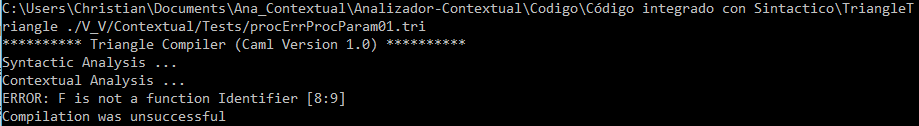 C:\Users\Christian\Documents\Ana_Contextual\Analizador-Contextual\Codigo\Código integrado con Sintactico\TriangleT
riangle ./V_V/Contextual/Tests/procErrProcParam01.tri
********** Triangle Compiler (Caml Version 1.0) **********
Syntactic Analysis ...
Contextual Analysis ...
ERROR: F is not a function Identifier [8:9]
Compilation was unsuccessful